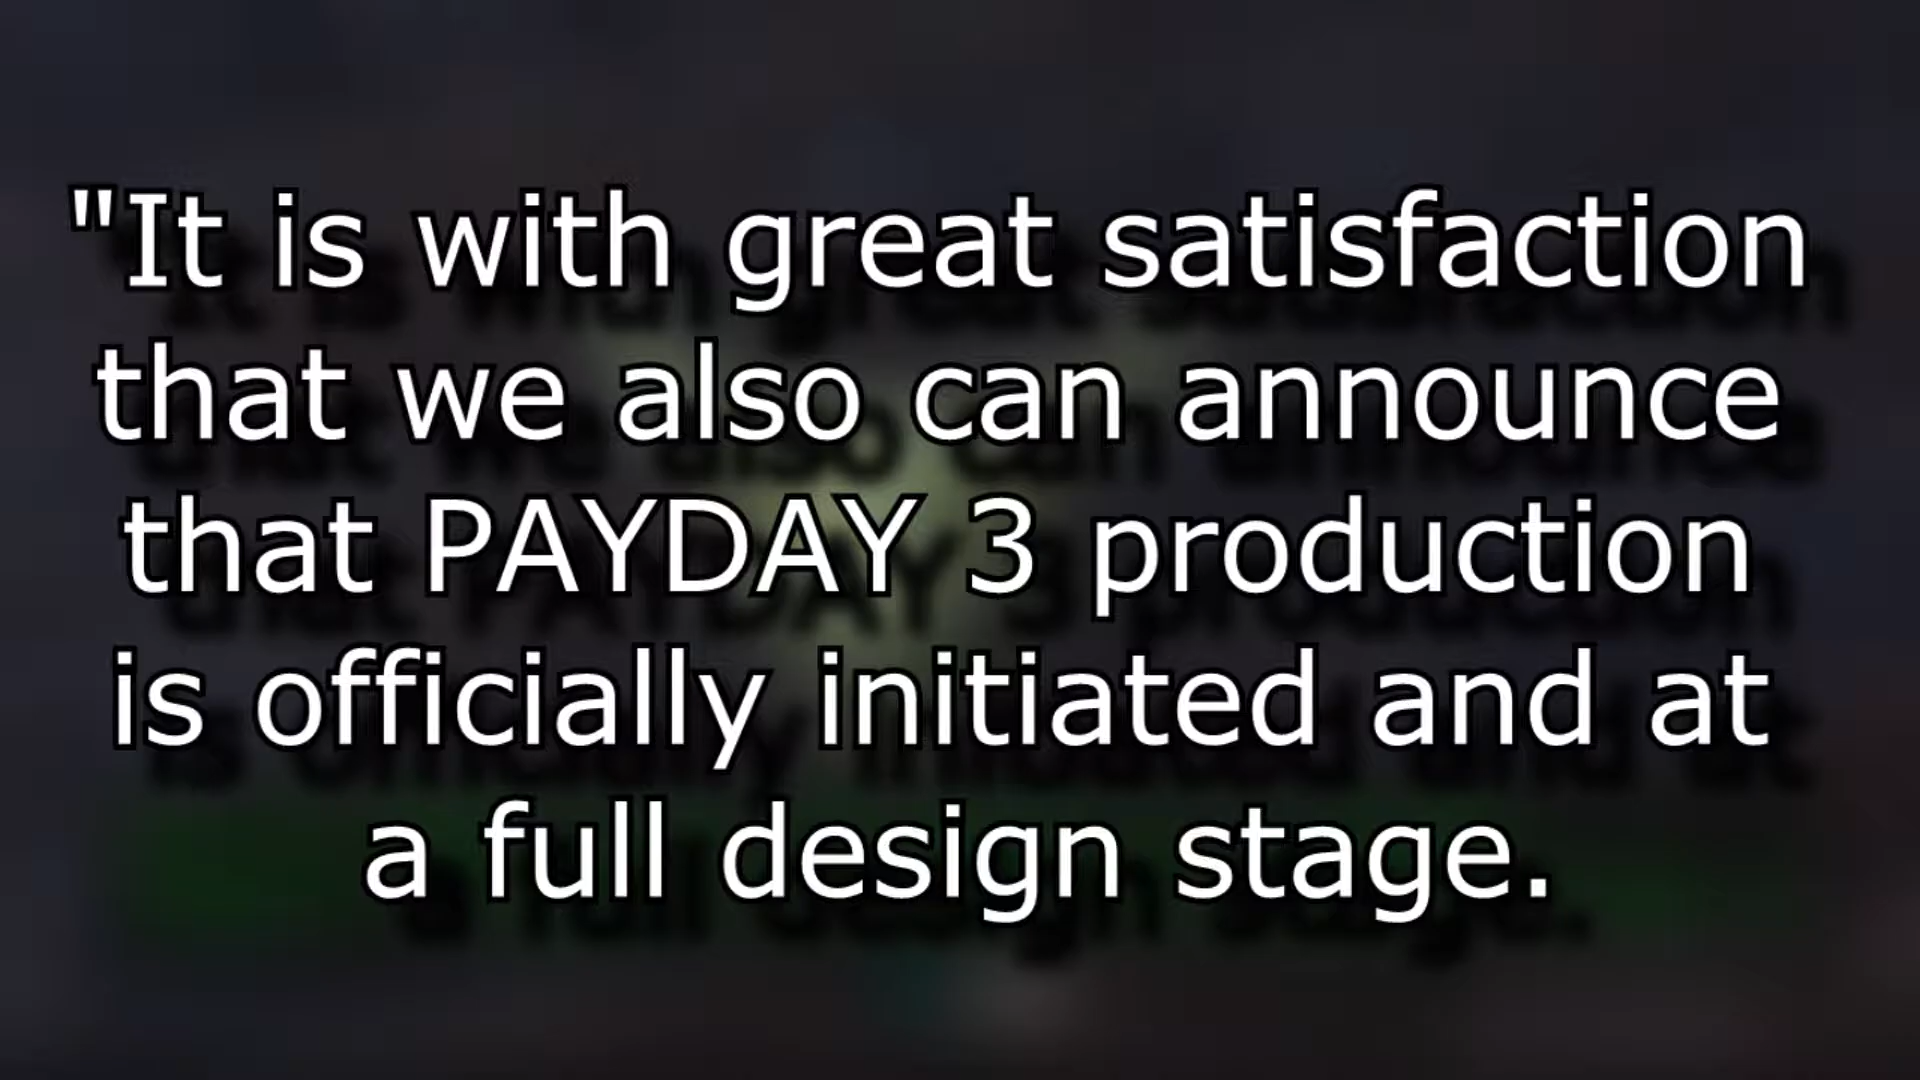 "It is with great satisfaction
that we also can announce
that PAYDAY 3 production
is officially initiated and at
a full design stage.